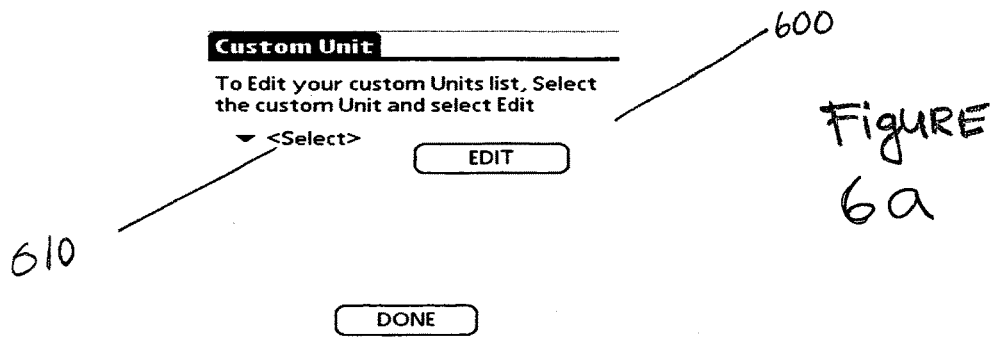 600
Custom Unit
To Edit your custom Units list, Select
the custom Unit and select Edit
<Select>
EDIT
FiguRE
6a
610
DONE